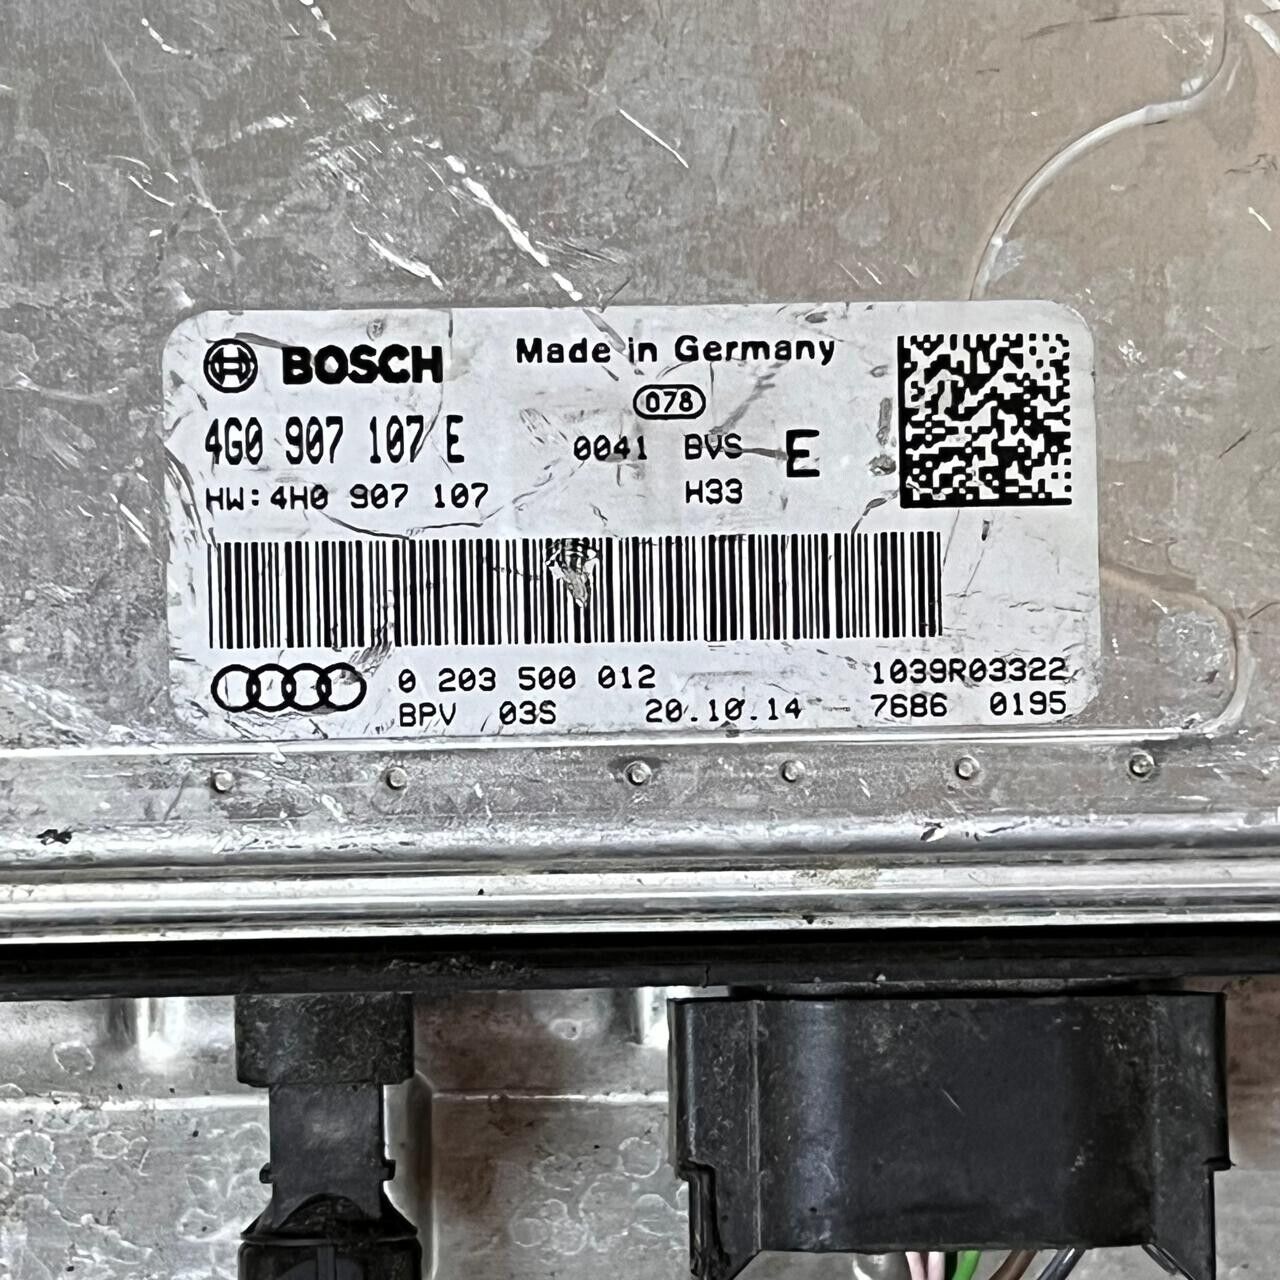 BOSCH
Made in Germany
078
4G0 907 107 E
0041 BVS E
HW: 4H0 907 107
H33
0 203 500 012
1039R03322
BPV 03S
20.10.14
7686 0195